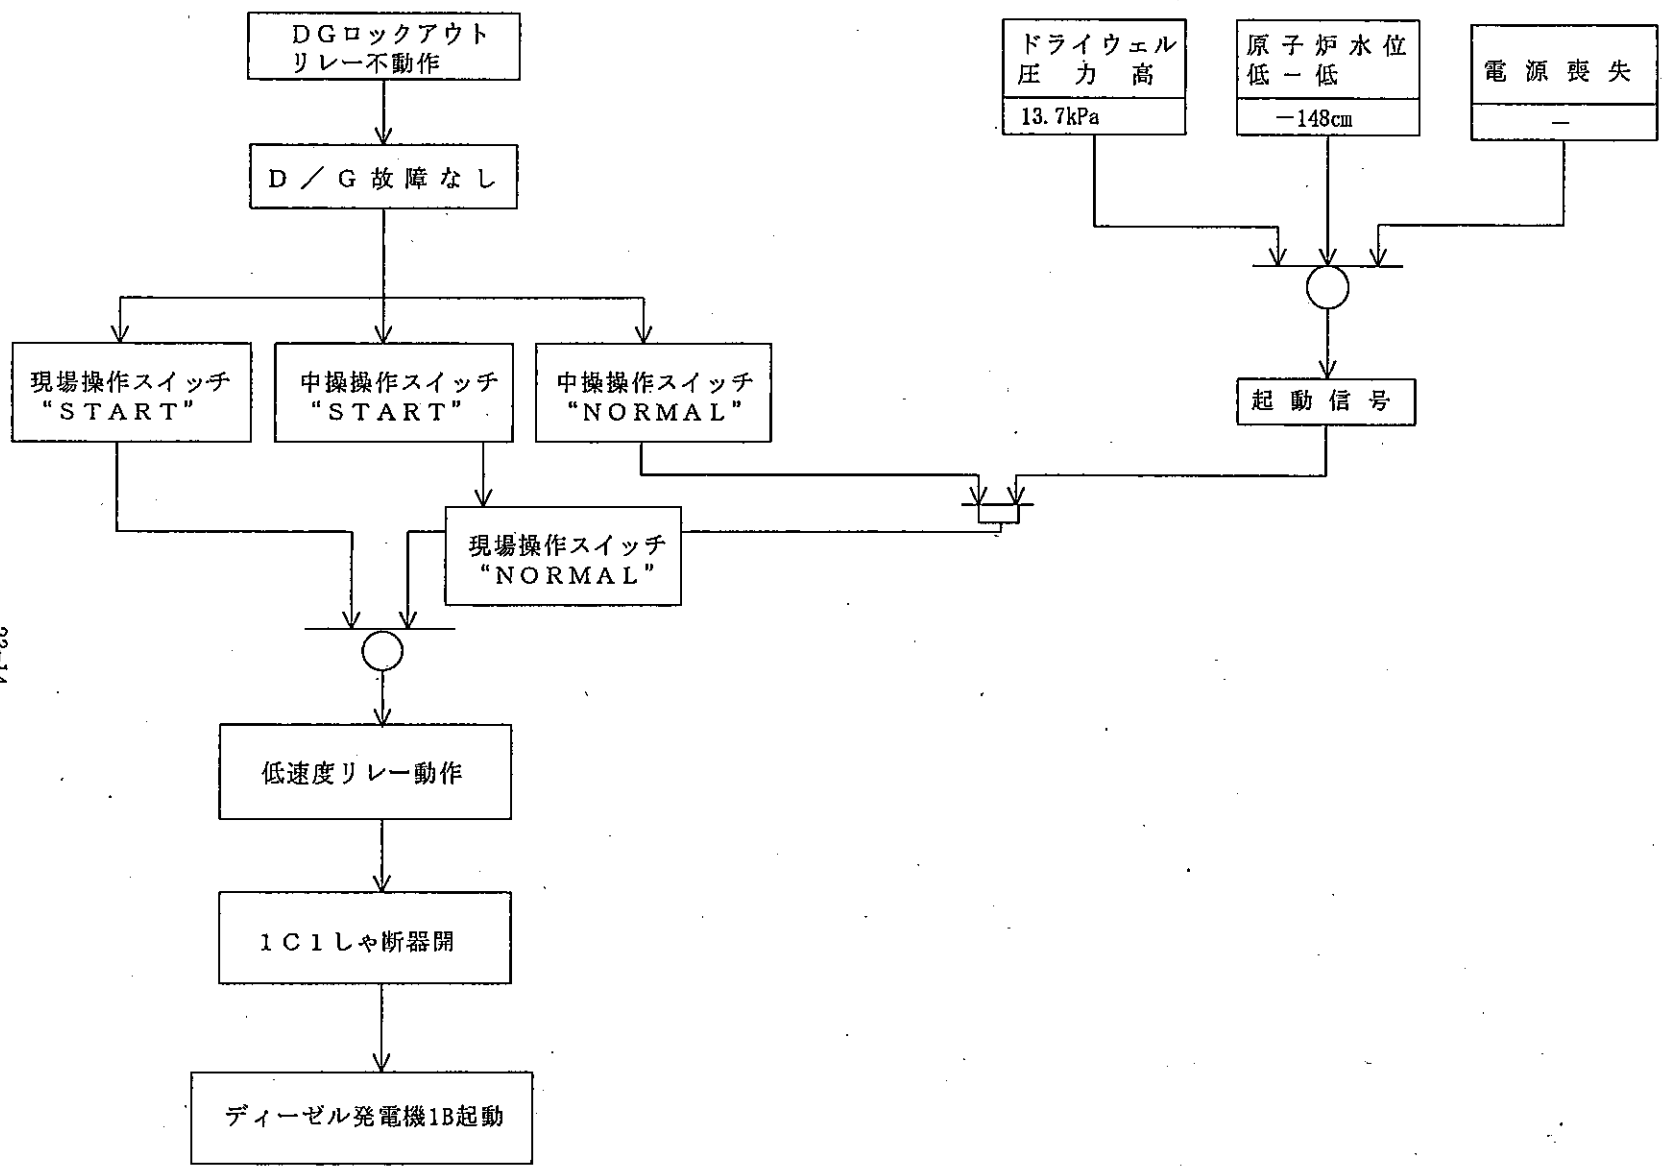 DGロックアウト
リレー不動作
D/G故障なし
現場操作スイッチ
“START”
中操操作スイッチ
“START”
中操操作スイッチ
“NORMAL”
現場操作スイッチ
“NORMAL”
ドライウェル
圧力高
13.7kPa
原子炉水位
低-低
-148cm
電源喪失
-
起動信号
低速度リレー動作
1C1しゃ断器開
ディーゼル発電機1B起動